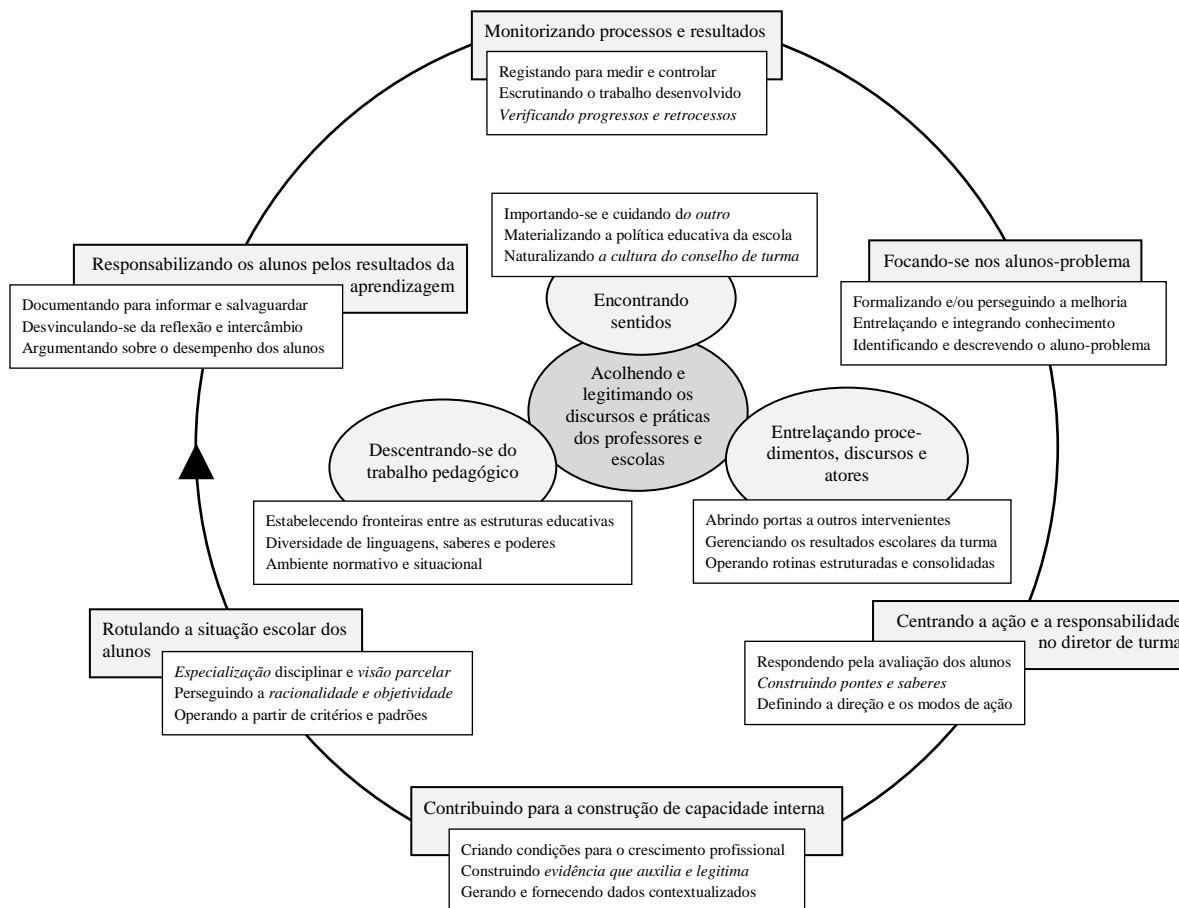 Monitorizando processos e resultados
Registando para medir e controlar
Escrutinando o trabalho desenvolvido
Verificando progressos e retrocessos
Importando-se e cuidando do outro
Materializando a política educativa da escola
Naturalizando a cultura do conselho de turma
Encontrando
sentidos
Responsabilizando os alunos pelos resultados da
aprendizagem
Documentando para informar e salvaguardar
Desvinculando-se da reflexão e intercâmbio
Argumentando sobre o desempenho dos alunos
Focando-se nos alunos-problema
Formalizando e/ou perseguindo a melhoria
Entrelaçando e integrando conhecimento
Identificando e descrevendo o aluno-problema
Acolhendo e
legitimando os
discursos e práticas
dos professores e
escolas
Descentrando-se do
trabalho pedagógico
Estabelecendo fronteiras entre as estruturas educativas
Diversidade de linguagens, saberes e poderes
Ambiente normativo e situacional
Entrelaçando proce-
dimentos, discursos e
atores
Abrindo portas a outros intervenientes
Gerenciando os resultados escolares da turma
Operando rotinas estruturadas e consolidadas
Rotulando a situação escolar dos
alunos
Especialização disciplinar e visão parcelar
Perseguindo a racionalidade e objetividade
Operando a partir de critérios e padrões
Centrando a ação e a responsabilidade
no diretor de turma
Respondendo pela avaliação dos alunos
Construindo pontes e saberes
Definindo a direção e os modos de ação
Contribuindo para a construção de capacidade interna
Criando condições para o crescimento profissional
Construindo evidência que auxilia e legitima
Gerando e fornecendo dados contextualizados